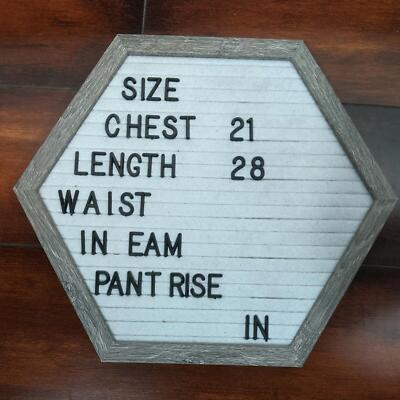 SIZE
CHEST 21
LENGTH 28
WAIST
IN EAM
PANT RISE
IN